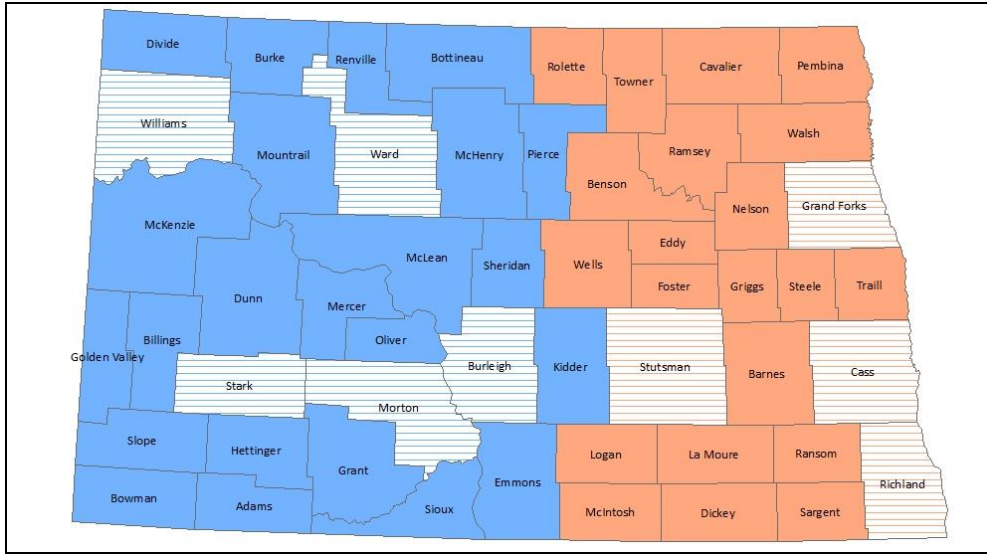 Divide
Burke
Renville
Bottineau
Rolette
Towner
Cavalier
Pembina
Williams
Mountrail
Ward
McHenry
Pierce
Benson
Ramsey
Walsh
McKenzie
Nelson
Grand Forks
McLean
Sheridan
Wells
Eddy
Foster
Griggs
Steele
Traill
Dunn
Mercer
Oliver
Golden Valley
Billings
Stark
Morton
Burleigh
Kidder
Stutsman
Barnes
Cass
Slope
Hettinger
Grant
Emmons
Logan
La Moure
Ransom
Richland
Bowman
Adams
Sioux
McIntosh
Dickey
Sargent